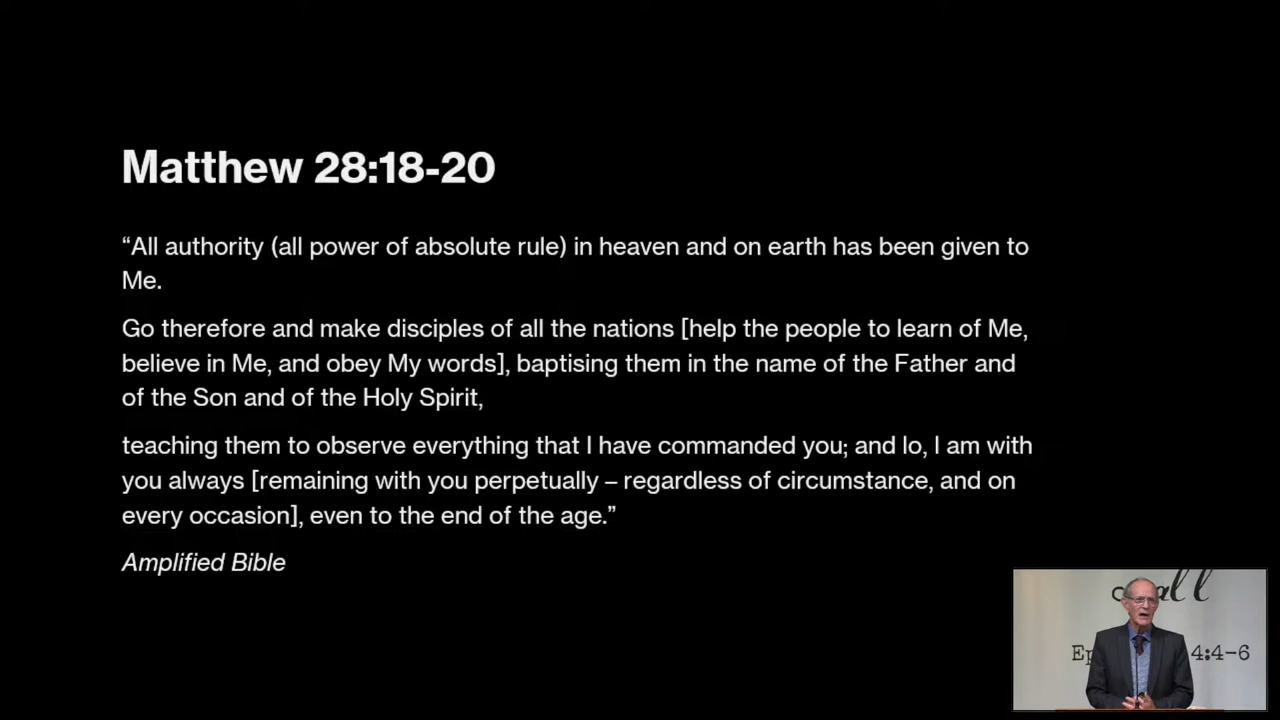 Matthew 28:18-20
“All authority (all power of absolute rule) in heaven and on earth has been given to
Me.
Go therefore and make disciples of all the nations [help the people to learn of Me,
believe in Me, and obey My words], baptising them in the name of the Father and
of the Son and of the Holy Spirit,
teaching them to observe everything that I have commanded you; and lo, I am with
you always [remaining with you perpetually – regardless of circumstance, and on
every occasion], even to the end of the age.”
Amplified Bible
4:4-6